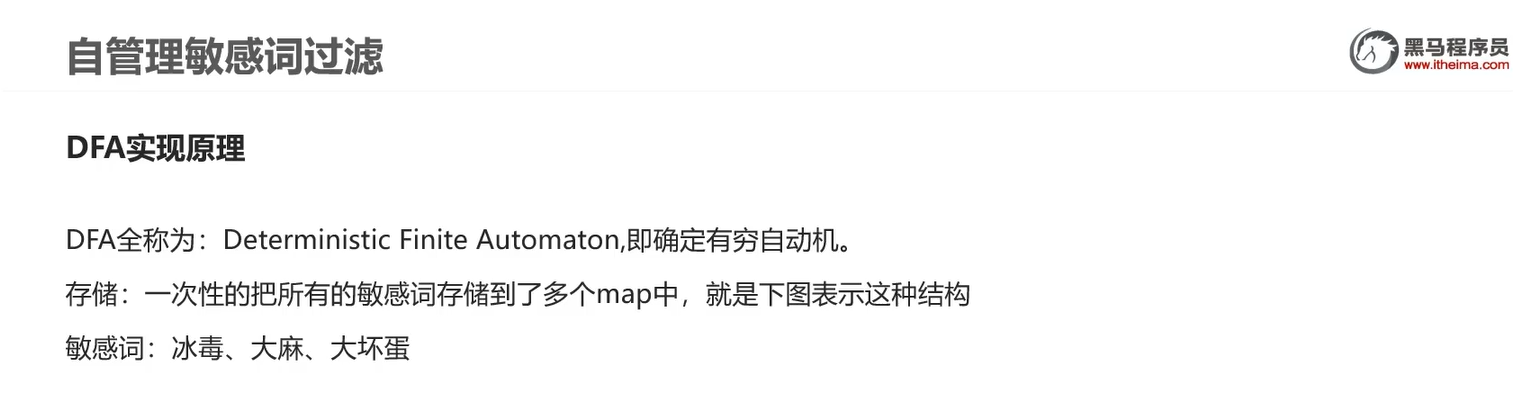 自管理敏感词过滤
黑马程序员
www.itheima.com
DFA实现原理
DFA全称为：Deterministic Finite Automaton,即确定有穷自动机。
存储：一次性的把所有的敏感词存储到了多个map中，就是下图表示这种结构
敏感词：冰毒、大麻、大坏蛋